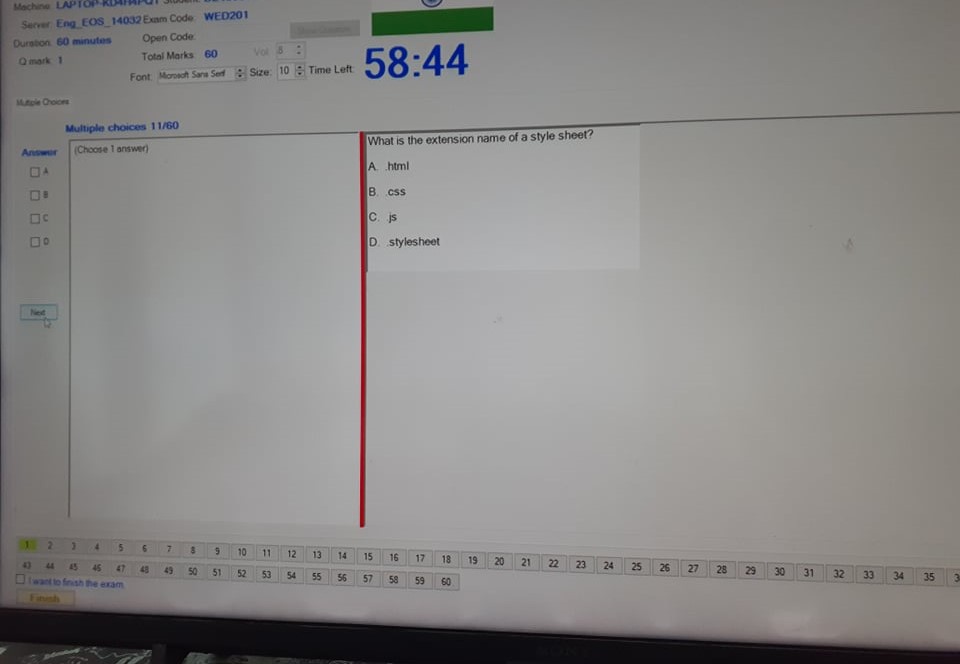 Machine: LAPTOP-KD4HAPQ1 Student:
Server: Eng_EOS_14032 Exam Code: WED201
Duration: 60 minutes Open Code:
Q mark: 1 Total Marks: 60 Vol: 8
Font: Microsoft Sans Serif Size: 10 Time Left: 58:44
Multiple Choices
Multiple choices 11/60
Answer
(Choose 1 answer)
A
B
C
D
Next
What is the extension name of a style sheet?
A. .html
B. .css
C. .js
D. .stylesheet
1 2 3 4 5 6 7 8 9 10 11 12 13 14 15 16 17 18 19 20 21 22 23 24 25 26 27 28 29 30 31 32 33 34 35
43 44 45 46 47 48 49 50 51 52 53 54 55 56 57 58 59 60
I want to finish the exam.
Finish